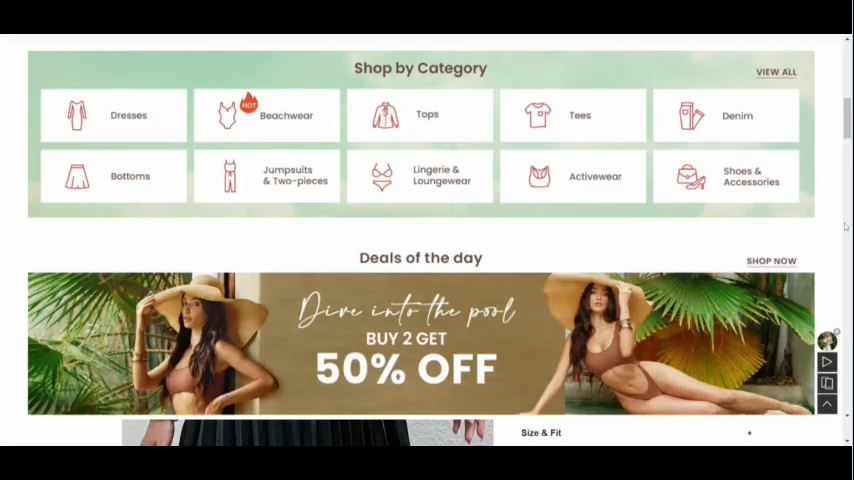 Shop by Category
VIEW ALL
Dresses
HOT
Beachwear
Tops
Tees
Denim
Bottoms
Jumpsuits
& Two-pieces
Lingerie &
Loungewear
Activewear
Shoes &
Accessories
Deals of the day
SHOP NOW
Dive into the pool
BUY 2 GET
50% OFF
Size & Fit
+